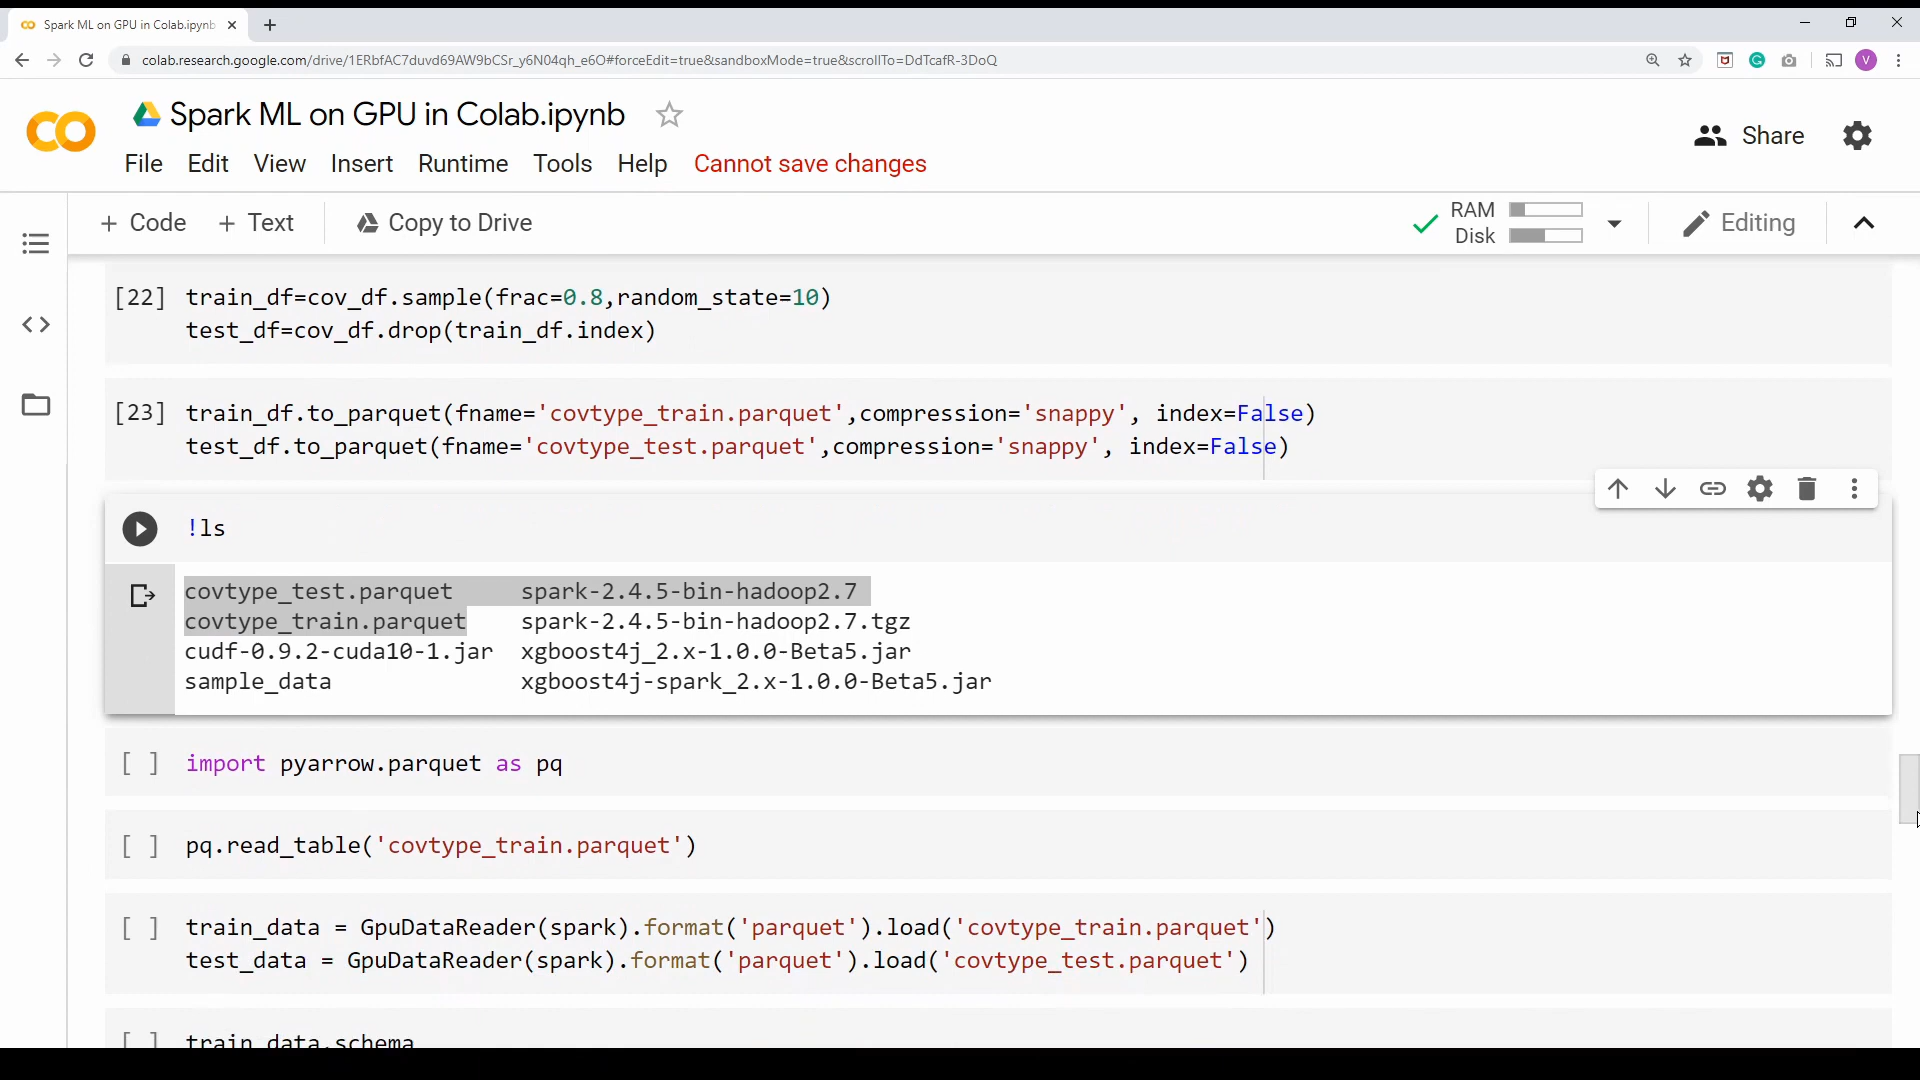 Spark ML on GPU in Colab.ipynb
colab.research.google.com/drive/1ERbfAC7duvd69AW9bCSr_y6N04qh_e6O#forceEdit=true&sandboxMode=true&scrollTo=DdTcafR-3DoQ
V
Spark ML on GPU in Colab.ipynb
Share
File Edit View Insert Runtime Tools Help Cannot save changes
+ Code + Text Copy to Drive
RAM
Disk
Editing
[22] train_df=cov_df.sample(frac=0.8,random_state=10)
test_df=cov_df.drop(train_df.index)
[23] train_df.to_parquet(fname='covtype_train.parquet',compression='snappy', index=False)
test_df.to_parquet(fname='covtype_test.parquet',compression='snappy', index=False)
!ls
covtype_test.parquet spark-2.4.5-bin-hadoop2.7
covtype_train.parquet spark-2.4.5-bin-hadoop2.7.tgz
cudf-0.9.2-cuda10-1.jar xgboost4j_2.x-1.0.0-Beta5.jar
sample_data xgboost4j-spark_2.x-1.0.0-Beta5.jar
[ ] import pyarrow.parquet as pq
[ ] pq.read_table('covtype_train.parquet')
[ ] train_data = GpuDataReader(spark).format('parquet').load('covtype_train.parquet')
test_data = GpuDataReader(spark).format('parquet').load('covtype_test.parquet')
[ ] train_data.schema